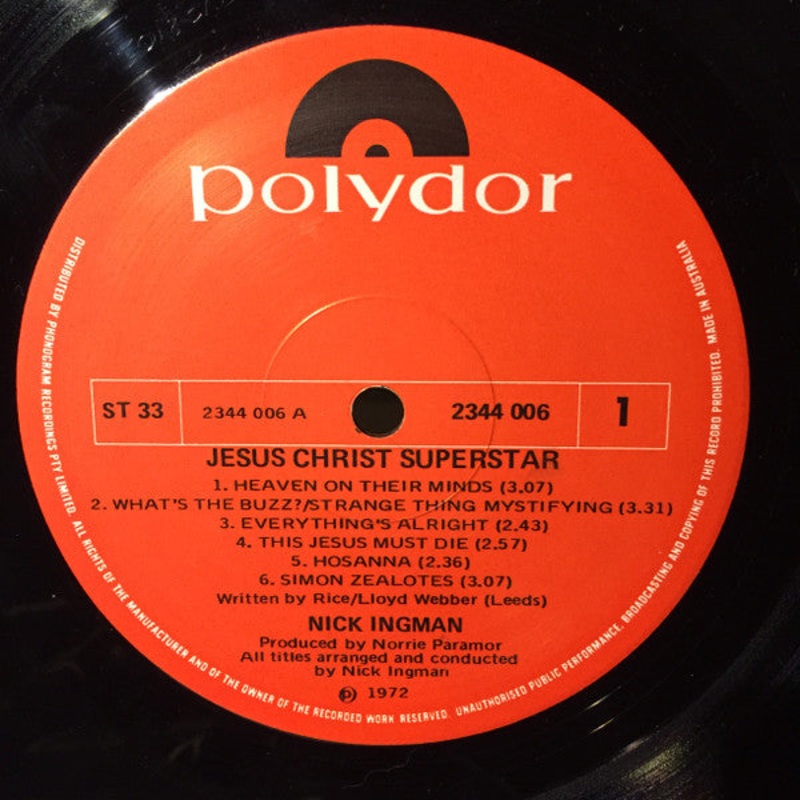 polydor
ST 33 2344 006 A 2344 006 1
JESUS CHRIST SUPERSTAR
1. HEAVEN ON THEIR MINDS (3.07)
2. WHAT'S THE BUZZ?/STRANGE THING MYSTIFYING (3.31)
3. EVERYTHING'S ALRIGHT (2.43)
4. THIS JESUS MUST DIE (2.57)
5. HOSANNA (2.36)
6. SIMON ZEALOTES (3.07)
Written by Rice/Lloyd Webber (Leeds)
NICK INGMAN
Produced by Norrie Paramor
All titles arranged and conducted
by Nick Ingman
℗ 1972
DISTRIBUTED BY PHONOGRAM RECORDINGS PTY LIMITED. ALL RIGHTS OF THE MANUFACTURER AND OF THE OWNER OF THE RECORDED WORK RESERVED. UNAUTHORISED PUBLIC PERFORMANCE, BROADCASTING AND COPYING OF THIS RECORD PROHIBITED. MADE IN AUSTRALIA